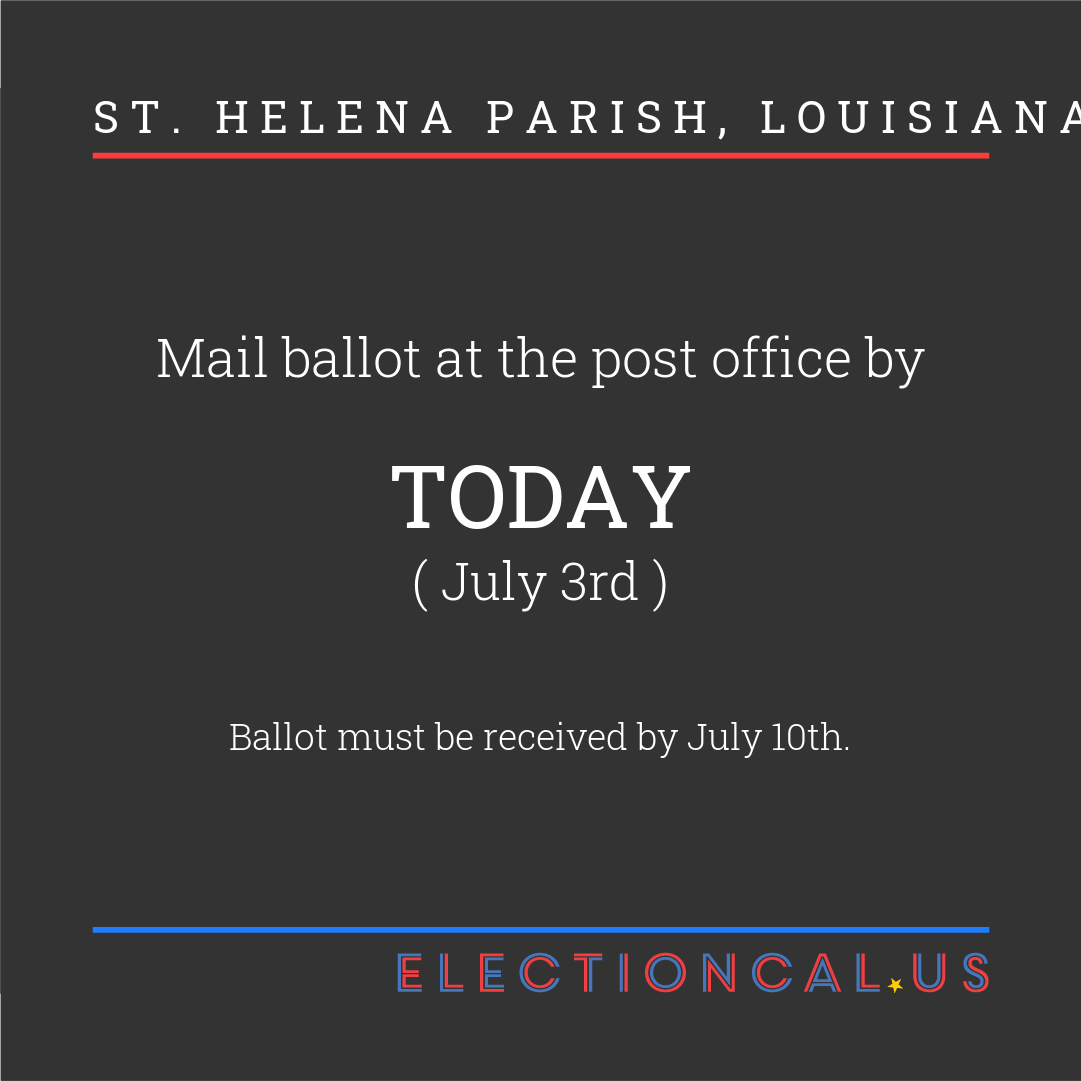 ST. HELENA PARISH, LOUISIANA
Mail ballot at the post office by
TODAY
( July 3rd )
Ballot must be received by July 10th.
ELECTIONCAL.US